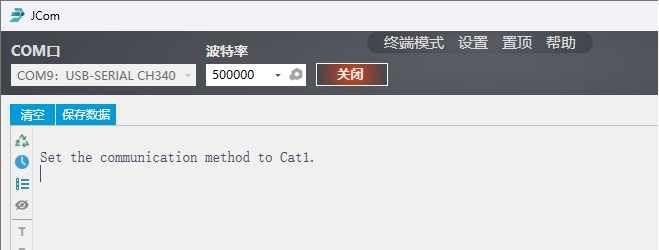 JCom
终端模式 设置 置顶 帮助
COM口 波特率
COM9：USB-SERIAL CH340 500000 关闭
清空 保存数据
Set the communication method to Cat1.
T